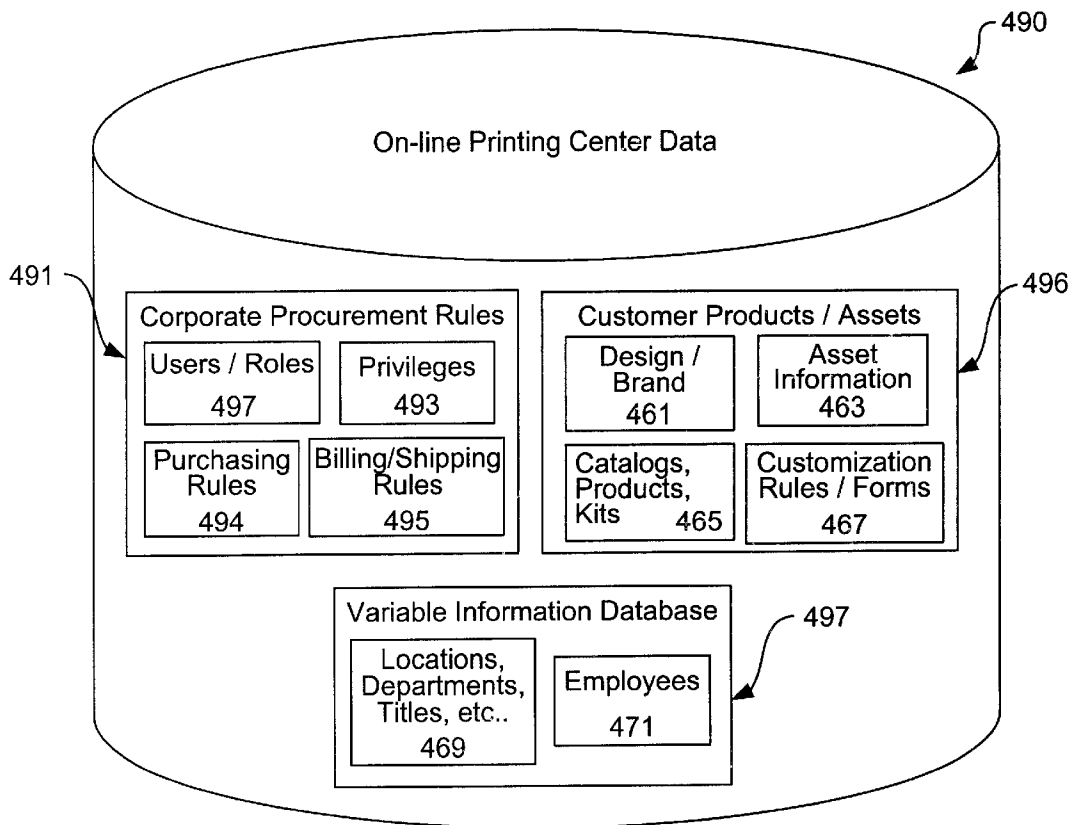 490
On-line Printing Center Data
491
496
Corporate Procurement Rules
Users / Roles
497
Privileges
493
Purchasing
Rules
494
Billing/Shipping
Rules
495
Customer Products / Assets
Design /
Brand
461
Asset
Information
463
Catalogs,
Products,
Kits 465
Customization
Rules / Forms
467
Variable Information Database
497
Locations,
Departments,
Titles, etc..
469
Employees
471